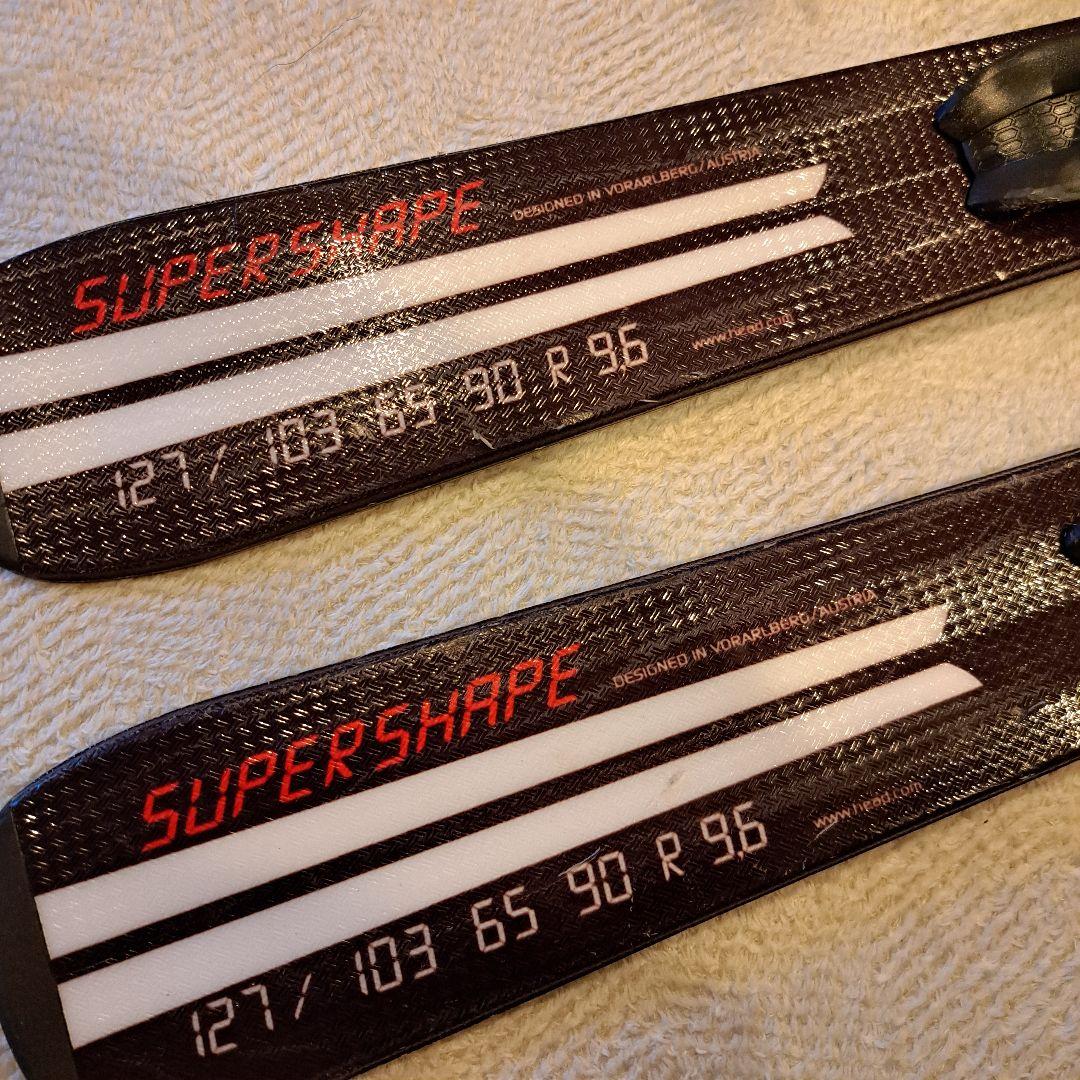 SUPERSHAPE DESIGNED IN VORARLBERG/AUSTRIA
127/ 103 65 90 R 9,6 www.head.com
SUPERSHAPE DESIGNED IN VORARLBERG/AUSTRIA
127/ 103 65 90 R 9,6 www.head.com